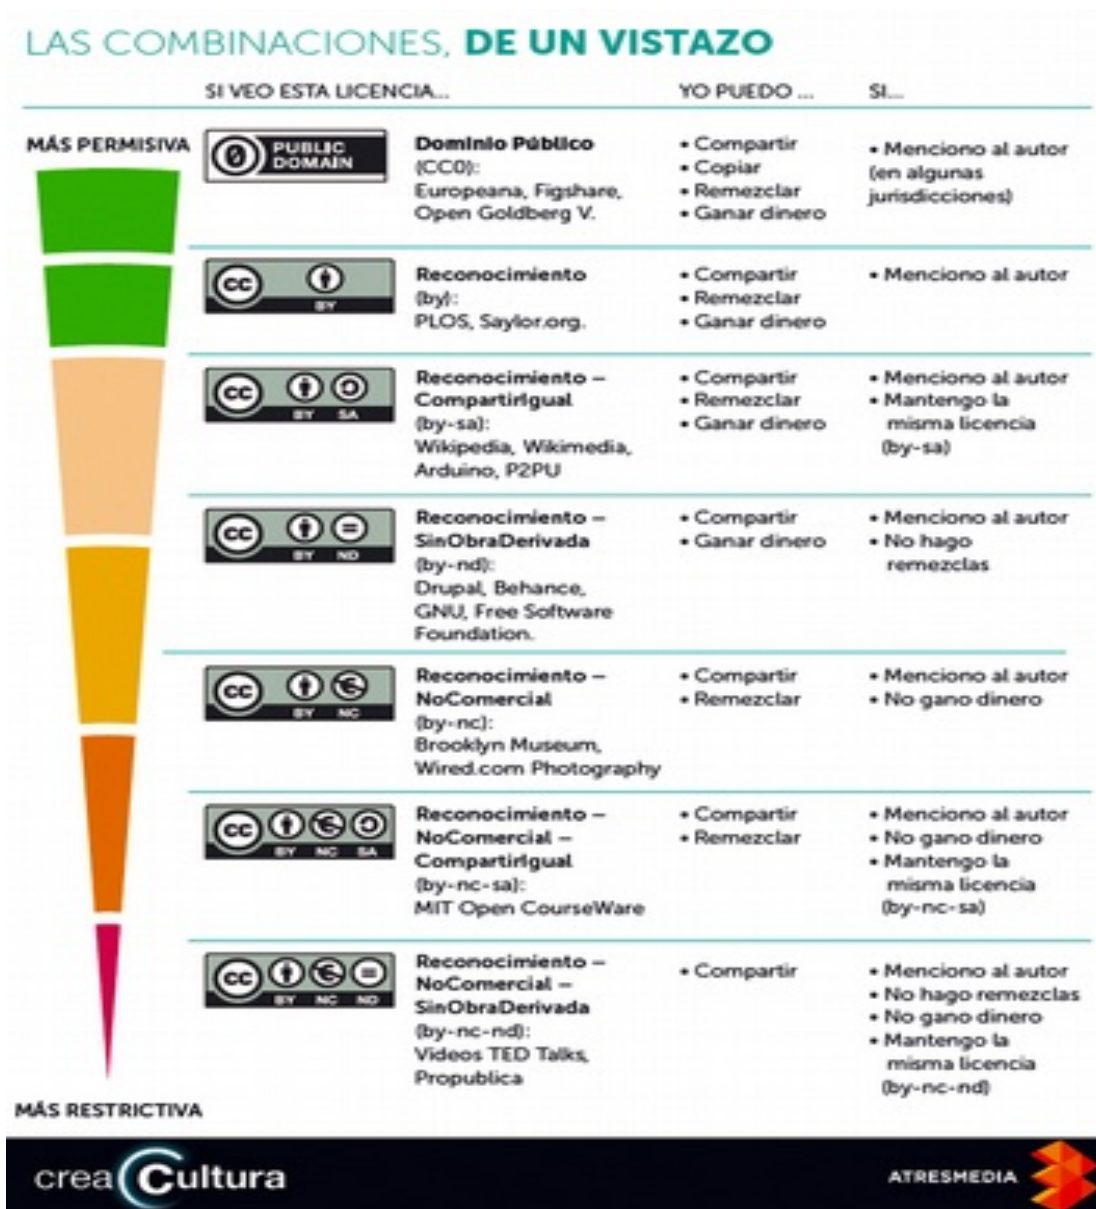 LAS COMBINACIONES, DE UN VISTAZO
SI VEO ESTA LICENCIA... YO PUEDO ... SI...
MÁS PERMISIVA
PUBLIC
DOMAIN
Dominio Público
(CC0):
Europeana, Figshare,
Open Goldberg V.
• Compartir
• Copiar
• Remezclar
• Ganar dinero
• Menciono al autor
(en algunas
jurisdicciones)
cc
BY
Reconocimiento
(by):
PLOS, Saylor.org.
• Compartir
• Remezclar
• Ganar dinero
• Menciono al autor
cc
BY SA
Reconocimiento –
CompartirIgual
(by-sa):
Wikipedia, Wikimedia,
Arduino, P2PU
• Compartir
• Remezclar
• Ganar dinero
• Menciono al autor
• Mantengo la
misma licencia
(by-sa)
cc
BY ND
Reconocimiento –
SinObraDerivada
(by-nd):
Drupal, Behance,
GNU, Free Software
Foundation.
• Compartir
• Ganar dinero
• Menciono al autor
• No hago
remezclas
cc
BY NC
Reconocimiento –
NoComercial
(by-nc):
Brooklyn Museum,
Wired.com Photography
• Compartir
• Remezclar
• Menciono al autor
• No gano dinero
cc
BY NC SA
Reconocimiento –
NoComercial –
CompartirIgual
(by-nc-sa):
MIT Open CourseWare
• Compartir
• Remezclar
• Menciono al autor
• No gano dinero
• Mantengo la
misma licencia
(by-nc-sa)
cc
BY NC ND
Reconocimiento –
NoComercial –
SinObraDerivada
(by-nc-nd):
Videos TED Talks,
Propublica
• Compartir
• Menciono al autor
• No hago remezclas
• No gano dinero
• Mantengo la
misma licencia
(by-nc-nd)
MÁS RESTRICTIVA
crea Cultura
ATRESMEDIA